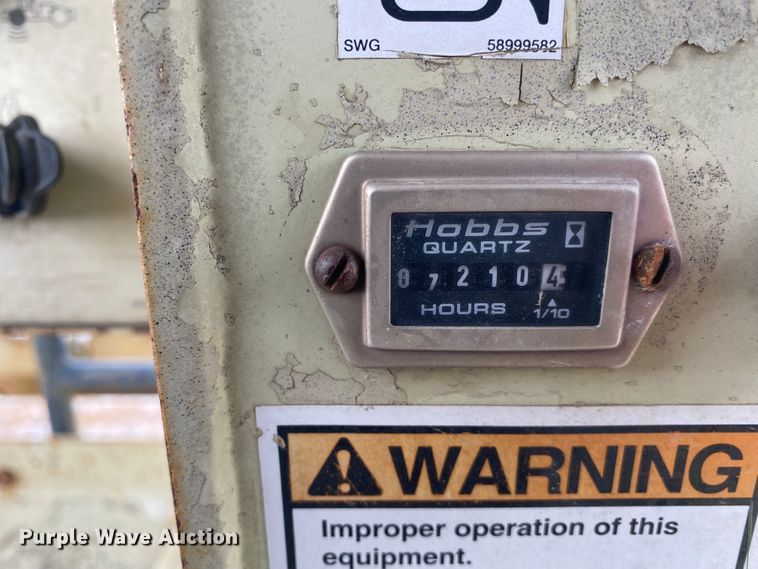 SWG 58999582
Hobbs
QUARTZ
0 7 2 1 0 4
HOURS 1/10
WARNING
Improper operation of this
equipment.
Purple Wave Auction